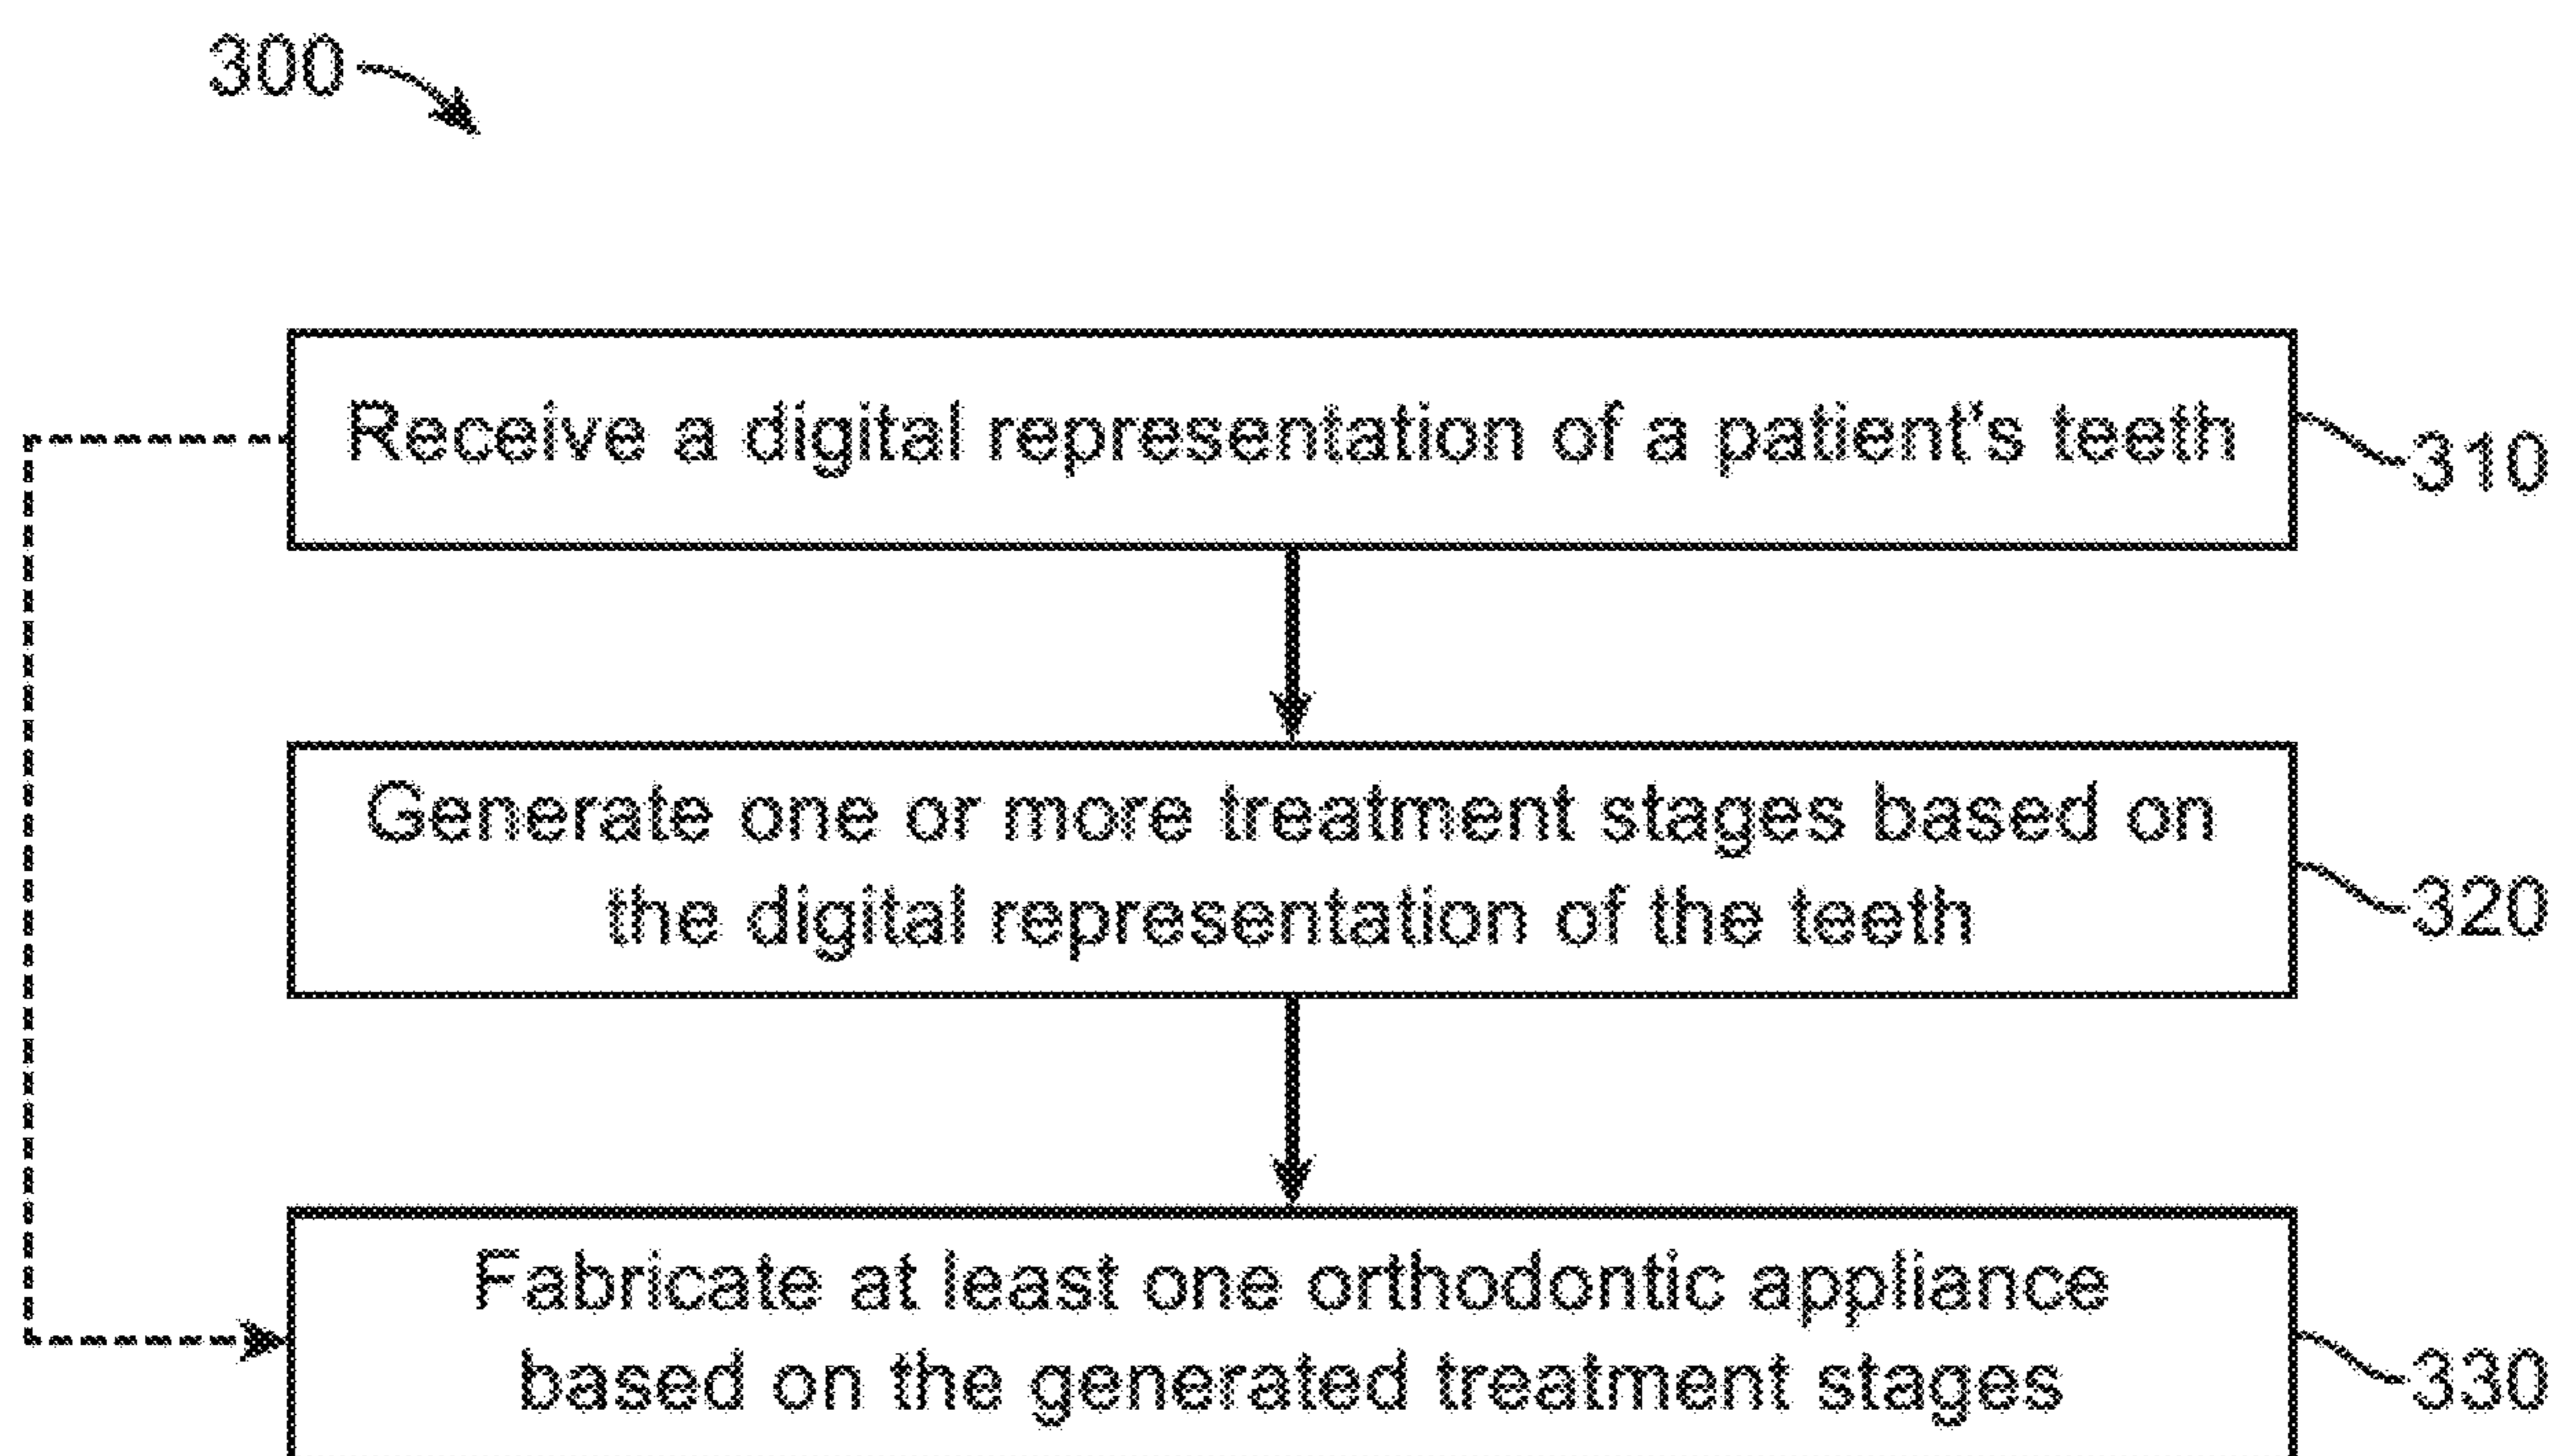 300
Receive a digital representation of a patient's teeth
310
Generate one or more treatment stages based on
the digital representation of the teeth
320
Fabricate at least one orthodontic appliance
based on the generated treatment stages
330